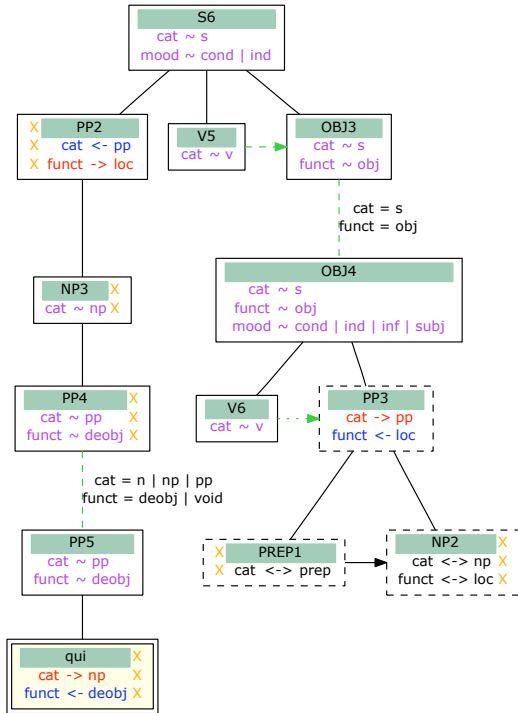 S6
cat ~ s
mood ~ cond | ind
X PP2
X cat <- pp
X funct -> loc
V5
cat ~ v
OBJ3
cat ~ s
funct ~ obj
cat = s
funct = obj
NP3 X
cat ~ np X
OBJ4
cat ~ s
funct ~ obj
mood ~ cond | ind | inf | subj
PP4 X
cat ~ pp X
funct ~ deobj X
V6
cat ~ v
PP3
cat -> pp
funct <- loc
cat = n | np | pp
funct = deobj | void
PP5
cat ~ pp
funct ~ deobj
X PREP1
X cat <-> prep
NP2 X
cat <-> np X
funct <-> loc X
qui X
cat -> np X
funct <- deobj X